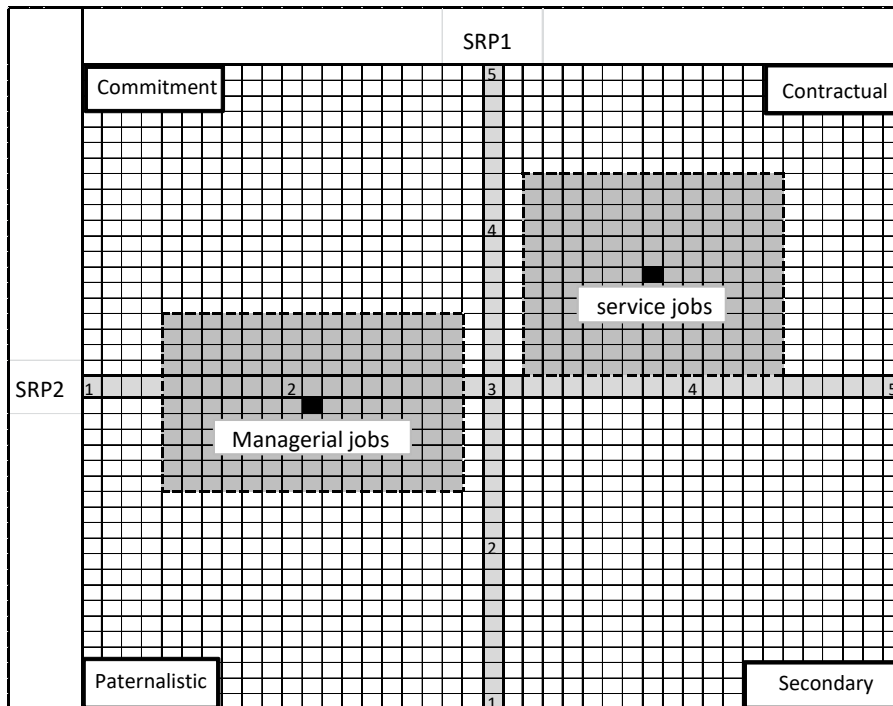 SRP1
5
Commitment
Contractual
4
service jobs
SRP2
1
2
3
4
5
Managerial jobs
2
Paternalistic
Secondary
1